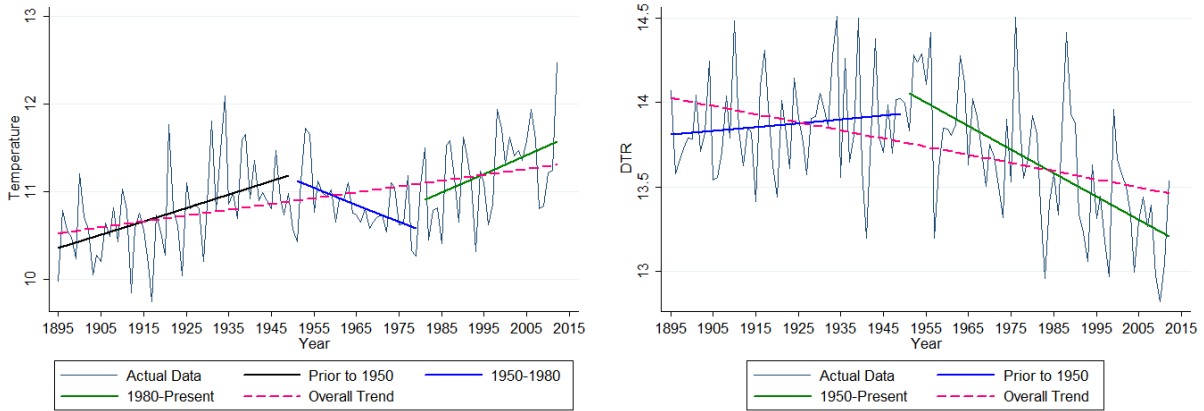 13
12
11
10
Temperature
1895 1905 1915 1925 1935 1945 1955 1965 1975 1985 1995 2005 2015
Year
Actual Data Prior to 1950 1950-1980
1980-Present Overall Trend
14.5
14
13.5
13
DTR
1895 1905 1915 1925 1935 1945 1955 1965 1975 1985 1995 2005 2015
Year
Actual Data Prior to 1950
1950-Present Overall Trend